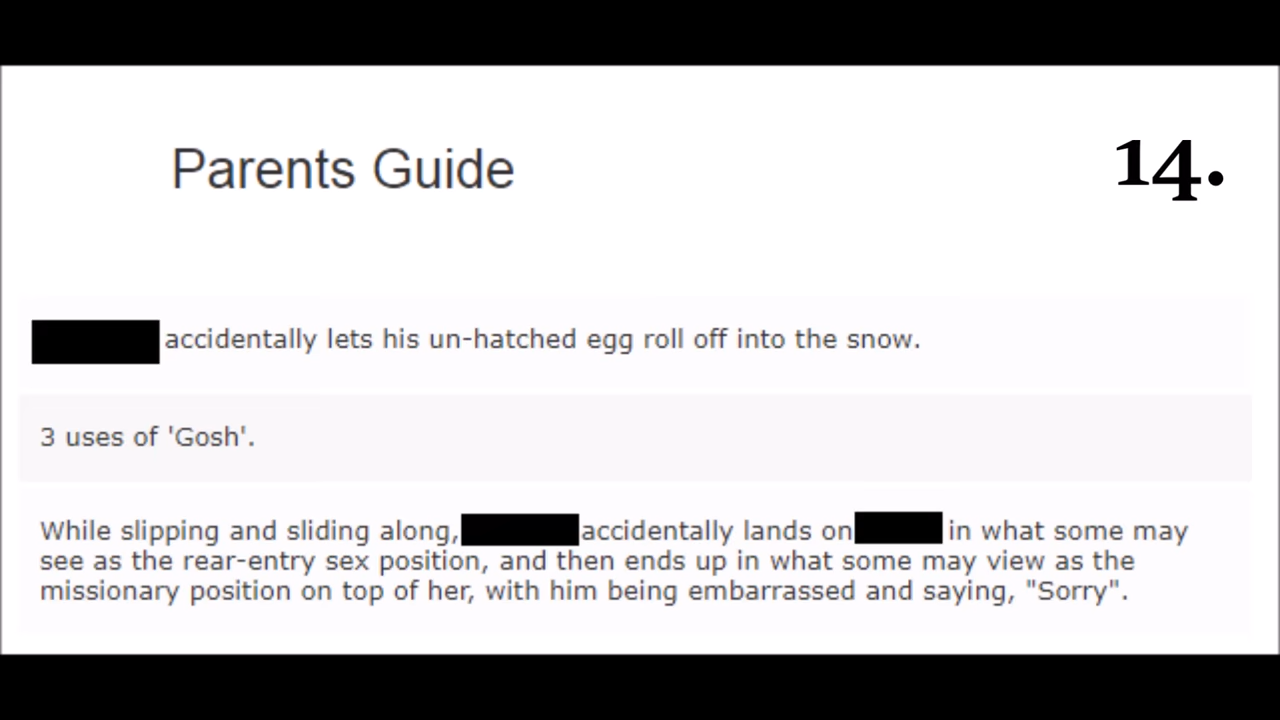 Parents Guide
14.
accidentally lets his un-hatched egg roll off into the snow.
3 uses of 'Gosh'.
While slipping and sliding along, accidentally lands on in what some may
see as the rear-entry sex position, and then ends up in what some may view as the
missionary position on top of her, with him being embarrassed and saying, "Sorry".